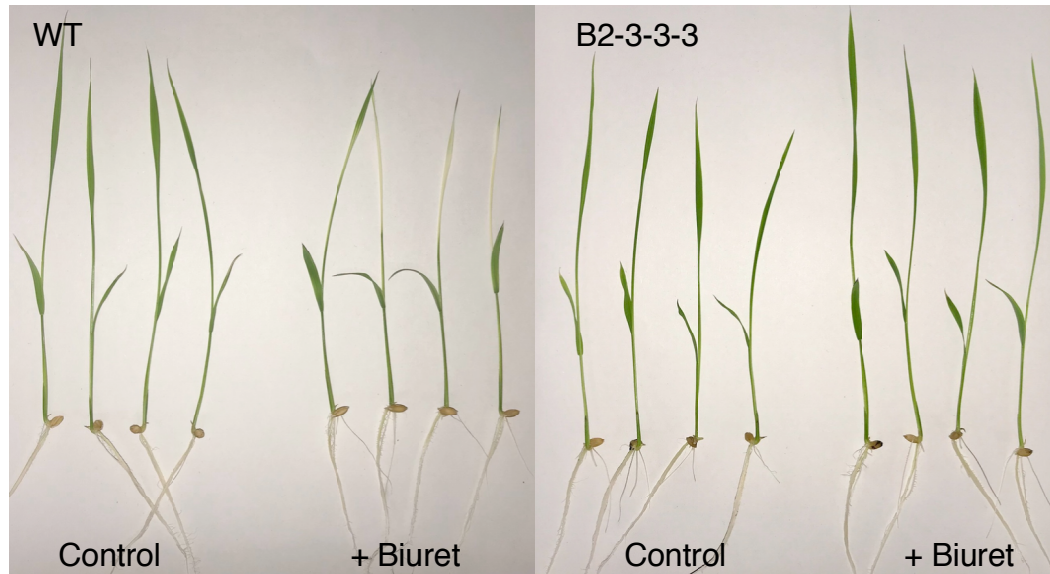 WT
B2-3-3-3
Control
+ Biuret
Control
+ Biuret